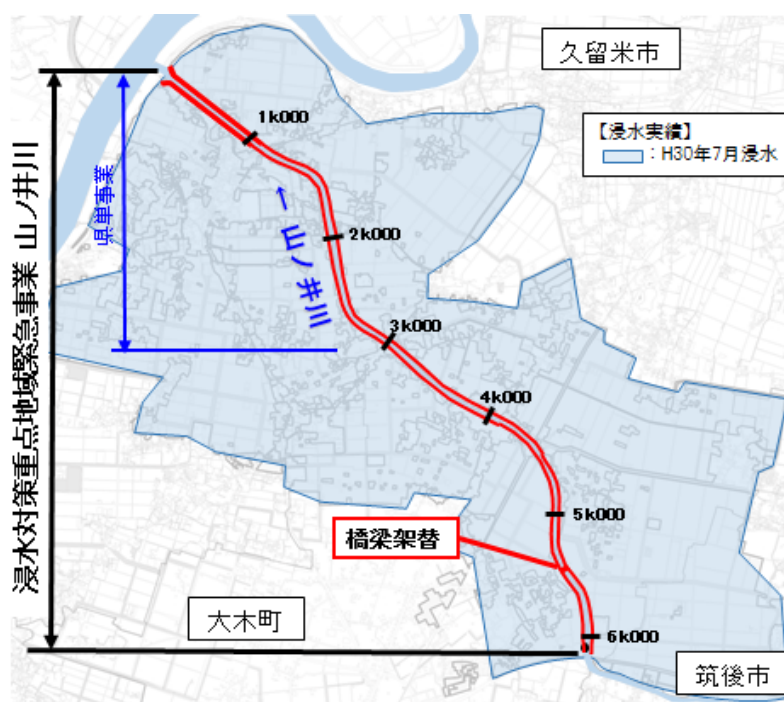 久留米市
【浸水実績】
：H30年7月浸水
1k000
県単事業
← 山ノ井川
2k000
浸水対策重点地域緊急事業 山ノ井川
3k000
4k000
5k000
橋梁架替
大木町
6k000
筑後市